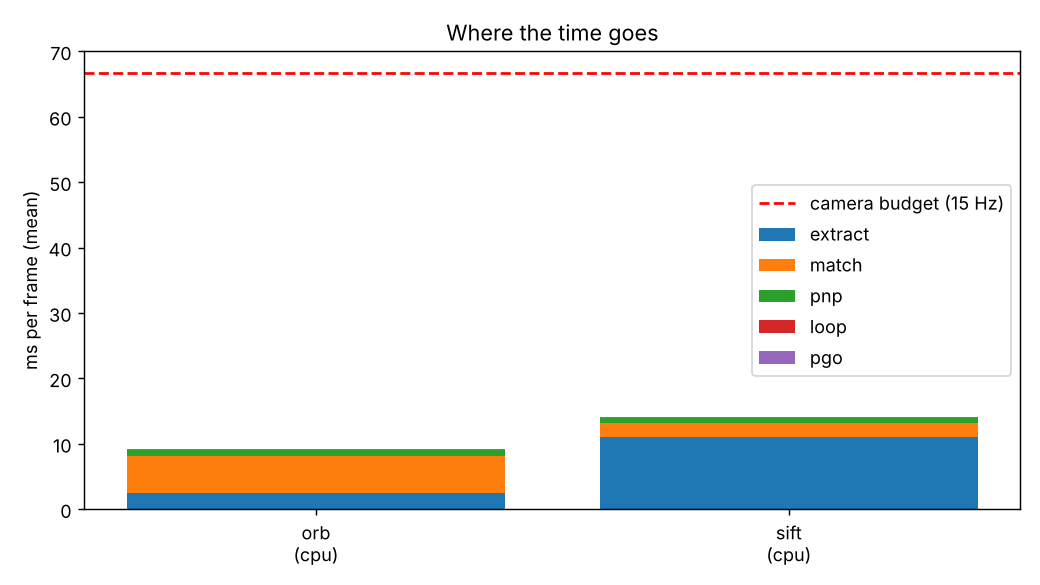 Where the time goes
ms per frame (mean)
70
60
50
40
30
20
10
0
camera budget (15 Hz)
extract
match
pnp
loop
pgo
orb
(cpu)
sift
(cpu)